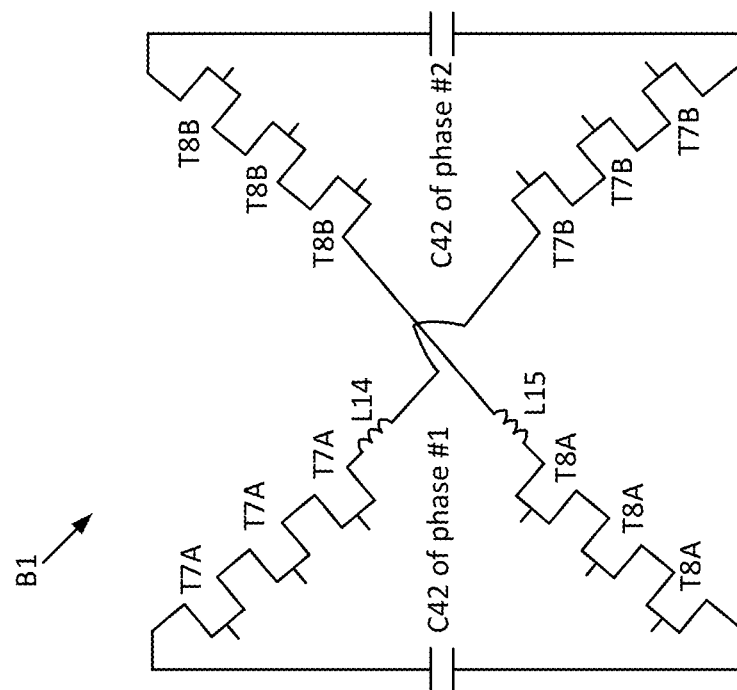 B1
T7A
T7A
T7A
L14
C42 of phase #1
L15
T8A
T8A
T8A
T8B
T8B
T8B
C42 of phase #2
T7B
T7B
T7B